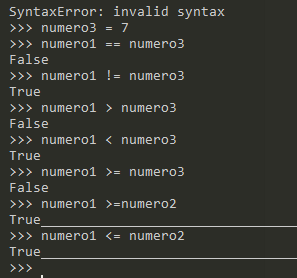 SyntaxError: invalid syntax
>>> numero3 = 7
>>> numero1 == numero3
False
>>> numero1 != numero3
True
>>> numero1 > numero3
False
>>> numero1 < numero3
True
>>> numero1 >= numero3
False
>>> numero1 >=numero2
True
>>> numero1 <= numero2
True
>>>